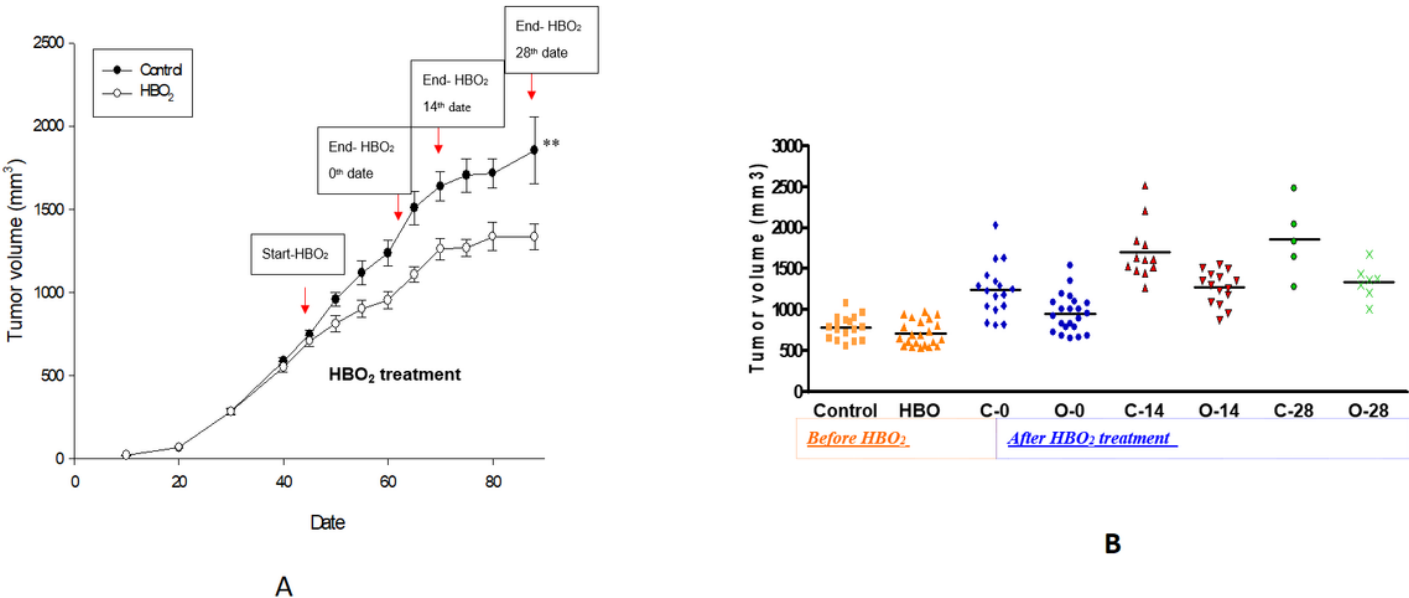 End- HBO₂
28ᵗʰ date
End- HBO₂
14ᵗʰ date
End- HBO₂
0ᵗʰ date
Start-HBO₂
Control
HBO₂
**
HBO₂ treatment
Tumor volume (mm³)
2500
2000
1500
1000
500
0
0 20 40 60 80
Date
A
Tumor volume (mm3)
3000
2500
2000
1500
1000
500
0
Control HBO C-0 O-0 C-14 O-14 C-28 O-28
Before HBO₂ After HBO₂ treatment
B